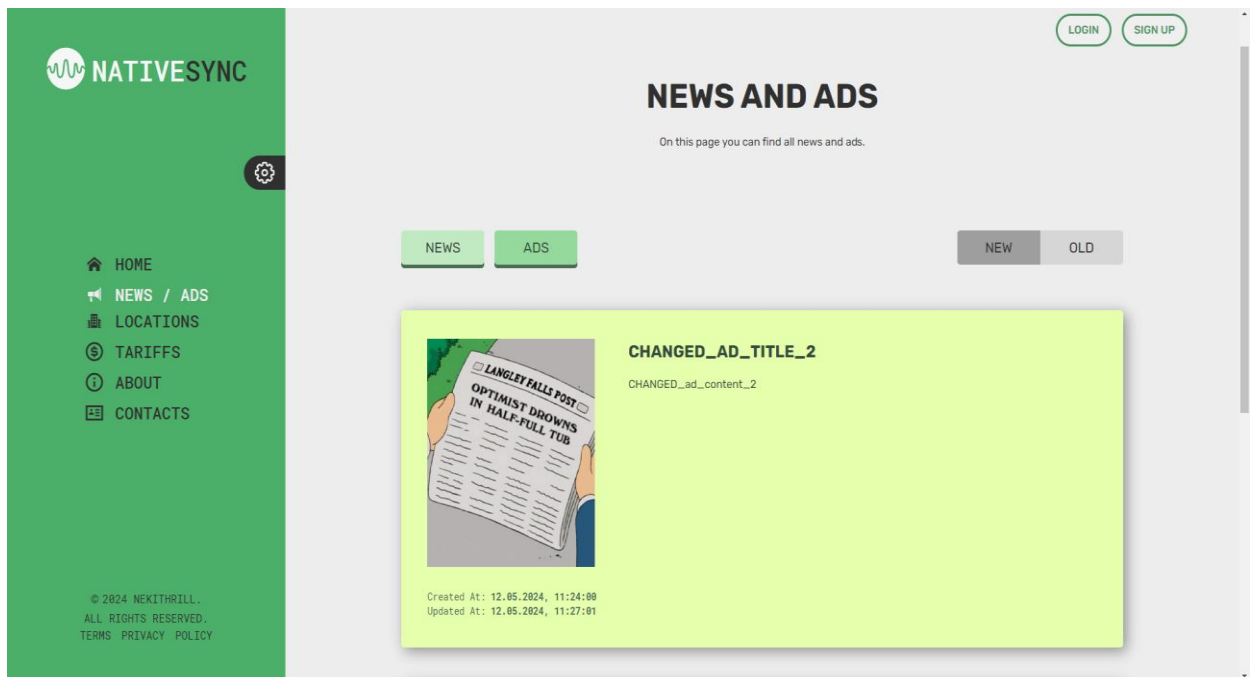 NATIVESYNC
HOME
NEWS / ADS
LOCATIONS
TARIFFS
ABOUT
CONTACTS
© 2024 NEKITHRILL.
ALL RIGHTS RESERVED.
TERMS PRIVACY POLICY
LOGIN SIGN UP
NEWS AND ADS
On this page you can find all news and ads.
NEWS ADS NEW OLD
LANGLEY FALLS POST
OPTIMIST DROWNS
IN HALF-FULL TUB
CHANGED_AD_TITLE_2
CHANGED_ad_content_2
Created At: 12.05.2024, 11:24:00
Updated At: 12.05.2024, 11:27:01